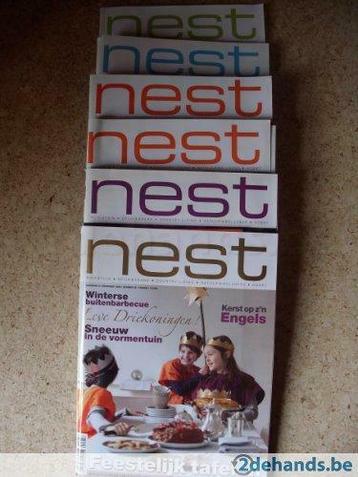 nest
nest
nest
nest
nest
nest
Winterse
buitenbarbecue
Leve Driekoningen!
Sneeuw
in de vormentuin
Kerst op z'n
Engels
Feestelijk tafe
2dehands.be